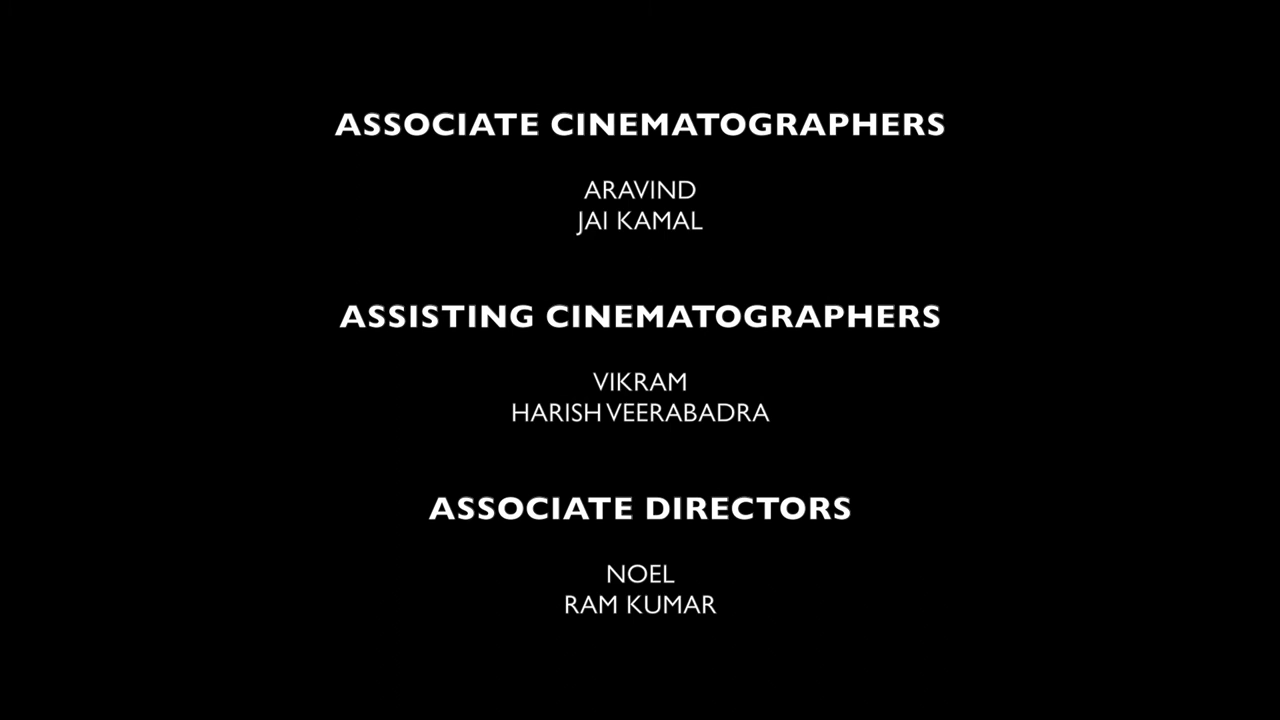 ASSOCIATE CINEMATOGRAPHERS
ARAVIND
JAI KAMAL
ASSISTING CINEMATOGRAPHERS
VIKRAM
HARISH VEERABADRA
ASSOCIATE DIRECTORS
NOEL
RAM KUMAR